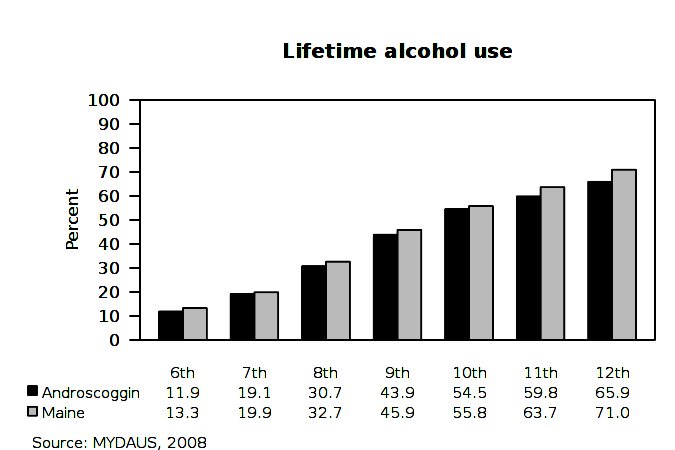 Lifetime alcohol use
100
90
80
70
60
50
40
30
20
10
0
Percent
6th 7th 8th 9th 10th 11th 12th
Androscoggin 11.9 19.1 30.7 43.9 54.5 59.8 65.9
Maine 13.3 19.9 32.7 45.9 55.8 63.7 71.0
Source: MYDAUS, 2008